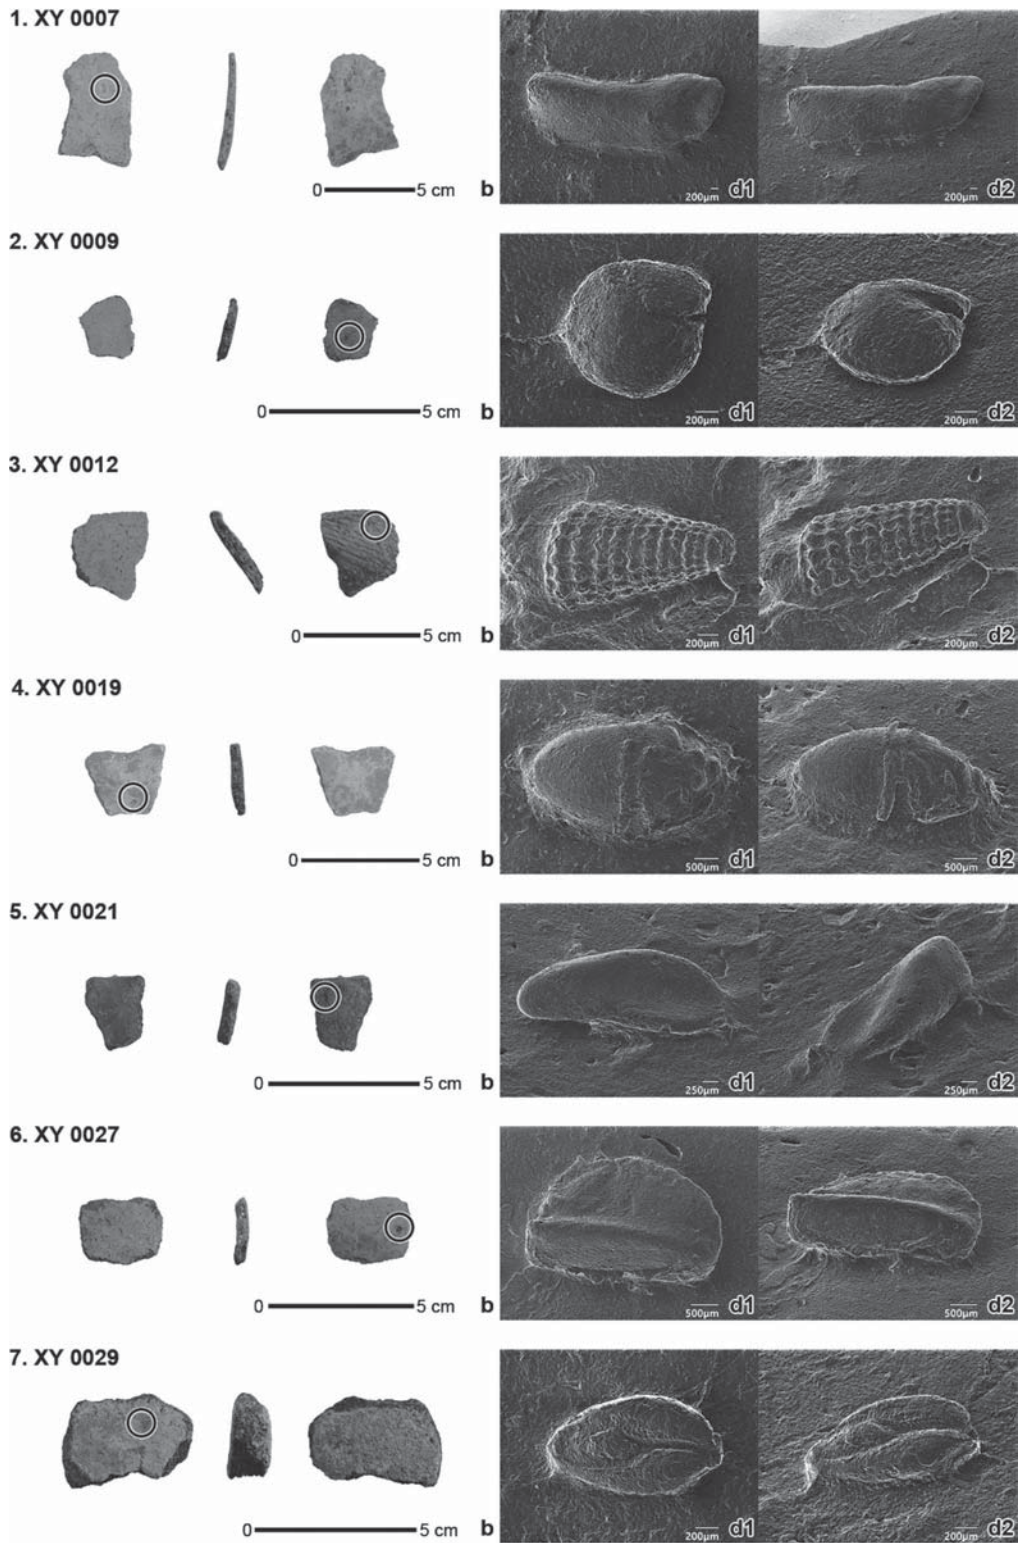 1. XY 0007
0 5 cm b 200μm d1 200μm d2
2. XY 0009
0 5 cm b 200μm d1 200μm d2
3. XY 0012
0 5 cm b 200μm d1 200μm d2
4. XY 0019
0 5 cm b 500μm d1 500μm d2
5. XY 0021
0 5 cm b 250μm d1 250μm d2
6. XY 0027
0 5 cm b 500μm d1 500μm d2
7. XY 0029
0 5 cm b 200μm d1 200μm d2